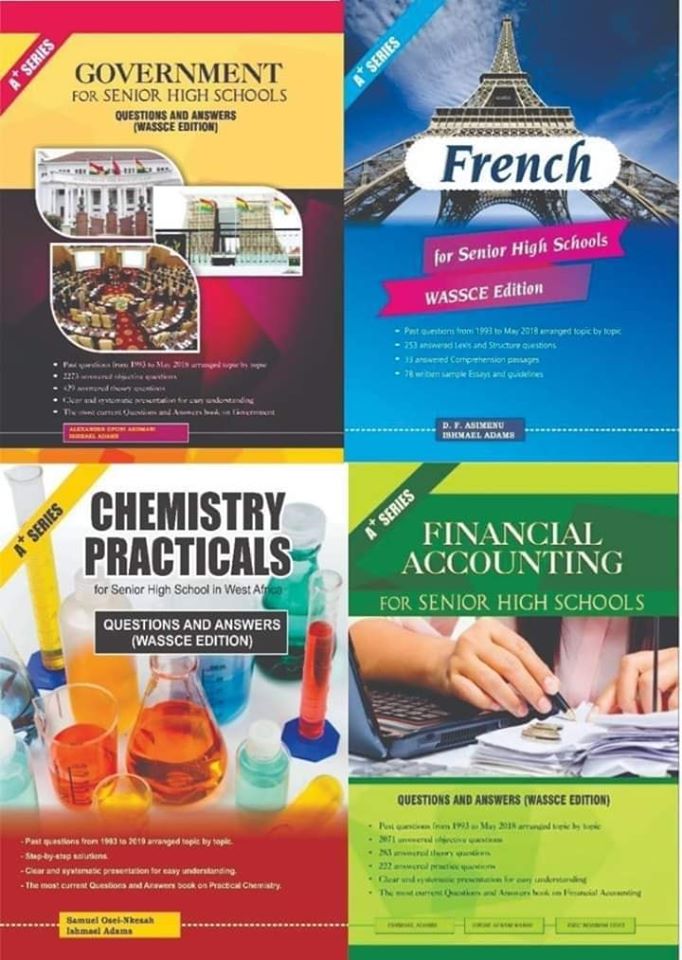 A+ SERIES
GOVERNMENT
FOR SENIOR HIGH SCHOOLS
QUESTIONS AND ANSWERS
(WASSCE EDITION)
• Past questions from 1993 to May 2018 arranged topic by topic
• 2273 answered objective questions
• 429 answered theory questions
• Clear and systematic presentation for easy understanding
• The most current Questions and Answers book on Government
ISHMAEL ADAMS
A+ SERIES
French
for Senior High Schools
WASSCE Edition
• Past questions from 1993 to May 2018 arranged topic by topic
• 253 answered Lexis and Structure questions
• 33 answered Comprehension passages
• 78 written sample Essays and guidelines
D. F. ASIMENU
ISHMAEL ADAMS
A+ SERIES
CHEMISTRY
PRACTICALS
for Senior High School in West Africa
QUESTIONS AND ANSWERS
(WASSCE EDITION)
- Past questions from 1993 to 2019 arranged topic by topic.
- Step-by-step solutions.
- Clear and systematic presentation for easy understanding.
- The most current Questions and Answers book on Practical Chemistry.
Samuel Osei-Nkesah
Ishmael Adams
A+ SERIES
FINANCIAL
ACCOUNTING
FOR SENIOR HIGH SCHOOLS
QUESTIONS AND ANSWERS (WASSCE EDITION)
• Past questions from 1993 to May 2018 arranged topic by topic
• 2071 answered objective questions
• 283 answered theory questions
• 222 answered practice questions
• Clear and systematic presentation for easy understanding
• The most current Questions and Answers book on Financial Accounting
ISHMAEL ADAMS